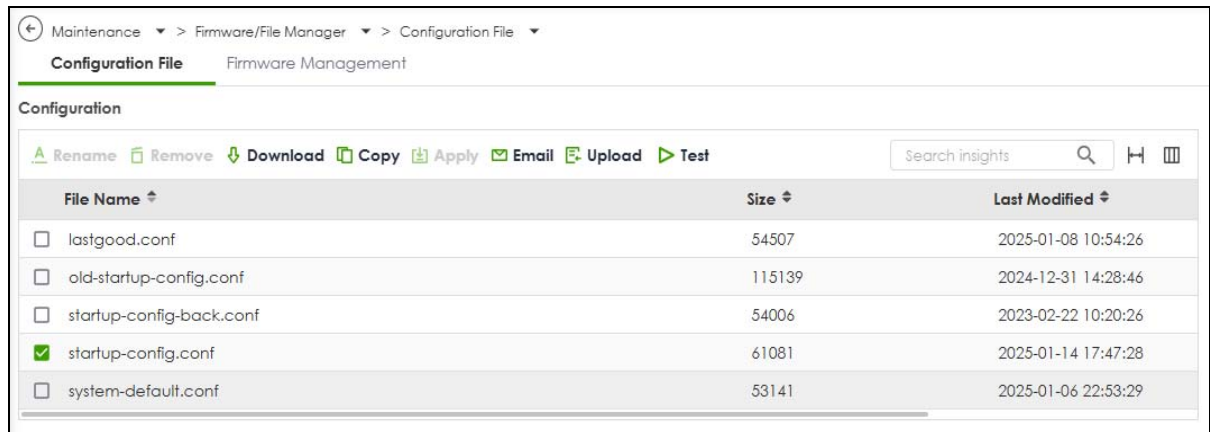 Maintenance > Firmware/File Manager > Configuration File
Configuration File Firmware Management
Configuration
Rename Remove Download Copy Apply Email Upload Test Search insights
File Name Size Last Modified
lastgood.conf 54507 2025-01-08 10:54:26
old-startup-config.conf 115139 2024-12-31 14:28:46
startup-config-back.conf 54006 2023-02-22 10:20:26
startup-config.conf 61081 2025-01-14 17:47:28
system-default.conf 53141 2025-01-06 22:53:29